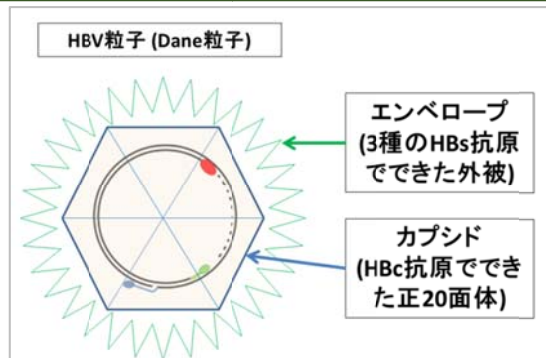 HBV粒子 (Dane粒子)
エンベロープ
(3種のHBs抗原
でできた外被)
カプシド
(HBc抗原ででき
た正20面体)